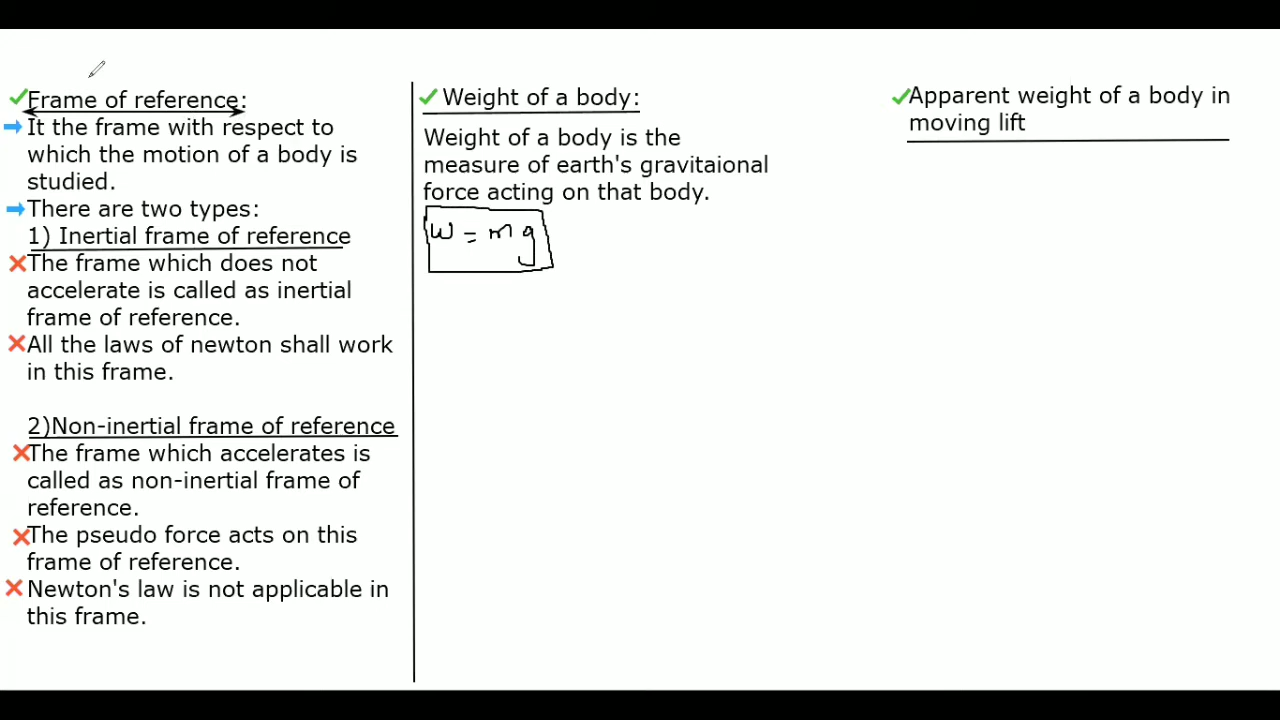 Frame of reference:
It the frame with respect to
which the motion of a body is
studied.
There are two types:
1) Inertial frame of reference
The frame which does not
accelerate is called as inertial
frame of reference.
All the laws of newton shall work
in this frame.
2)Non-inertial frame of reference
The frame which accelerates is
called as non-inertial frame of
reference.
The pseudo force acts on this
frame of reference.
Newton's law is not applicable in
this frame.
Weight of a body:
Weight of a body is the
measure of earth's gravitaional
force acting on that body.
W = mg
Apparent weight of a body in
moving lift